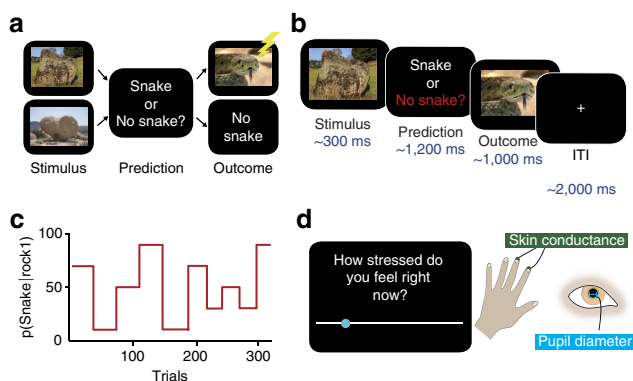 a
Snake
or
No snake?
No
snake
Stimulus
Prediction
Outcome
b
Snake
or
No snake?
+
Stimulus
~300 ms
Prediction
~1,200 ms
Outcome
~1,000 ms
ITI
~2,000 ms
c
p(Snake|rock1)
100
50
0
100
200
300
Trials
d
How stressed do
you feel right
now?
Skin conductance
Pupil diameter